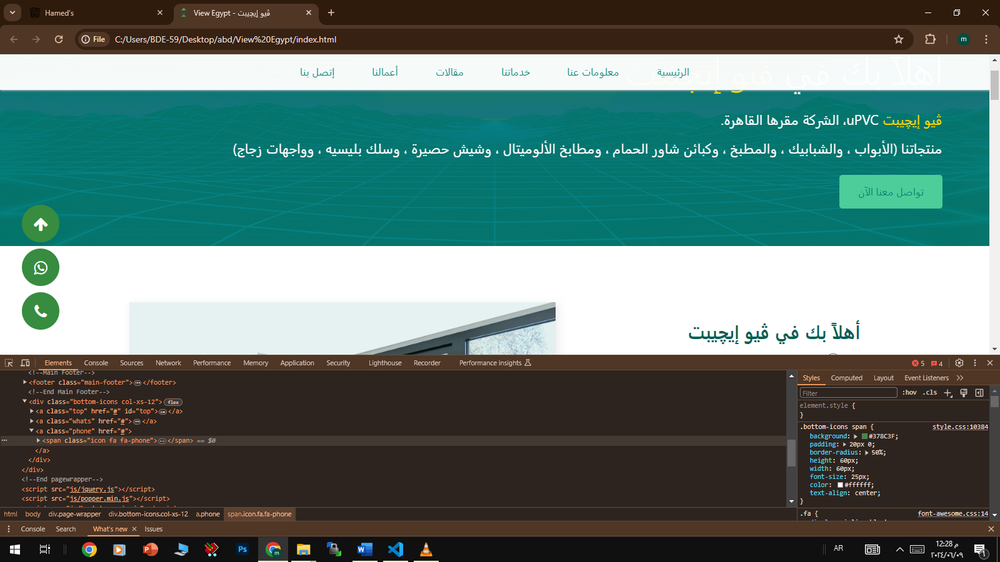 Hamed's
View Egypt - ڤيو إيچيبت
File
C:/Users/BDE-59/Desktop/abd/View%20Egypt/index.html
m
الرئيسية
معلومات عنا
خدماتنا
مقالات
أعمالنا
إتصل بنا
أهلاً بك في ڤيو إيچيبت
ڤيو إيچيبت uPVC، الشركة مقرها القاهرة.
منتجاتنا (الأبواب ، والشبابيك ، والمطبخ ، وكبائن شاور الحمام ، ومطابخ الألوميتال ، وشيش حصيرة ، وسلك بليسيه ، وواجهات زجاج)
تواصل معنا الآن
أهلاً بك في ڤيو إيچيبت
Elements
Console
Sources
Network
Performance
Memory
Application
Security
Lighthouse
Recorder
Performance insights
5
4
<!--Main Footer-->
<footer class="main-footer">…</footer>
<!--End Main Footer-->
<div class="bottom-icons col-xs-12"> flex
<a class="top" href="#" id="top">…</a>
<a class="whats" href="#">…</a>
<a class="phone" href="#">
<span class="icon fa fa-phone">…</span> == $0
</a>
</div>
</div>
<!--End pagewrapper-->
<script src="js/jquery.js"></script>
<script src="js/popper.min.js"></script>
html body div.page-wrapper div.bottom-icons.col-xs-12 a.phone span.icon.fa.fa-phone
Styles
Computed
Layout
Event Listeners
Filter
:hov
.cls
element.style {
}
.bottom-icons span { style.css:10384
background: #378C3F;
padding: 20px 0;
border-radius: 50%;
height: 60px;
width: 60px;
font-size: 25px;
color: #ffffff;
text-align: center;
}
.fa { font-awesome.css:14
Console
Search
What's new
Issues
AR
12:28 م
٢٠٢٤/٠٦/٠٩
١